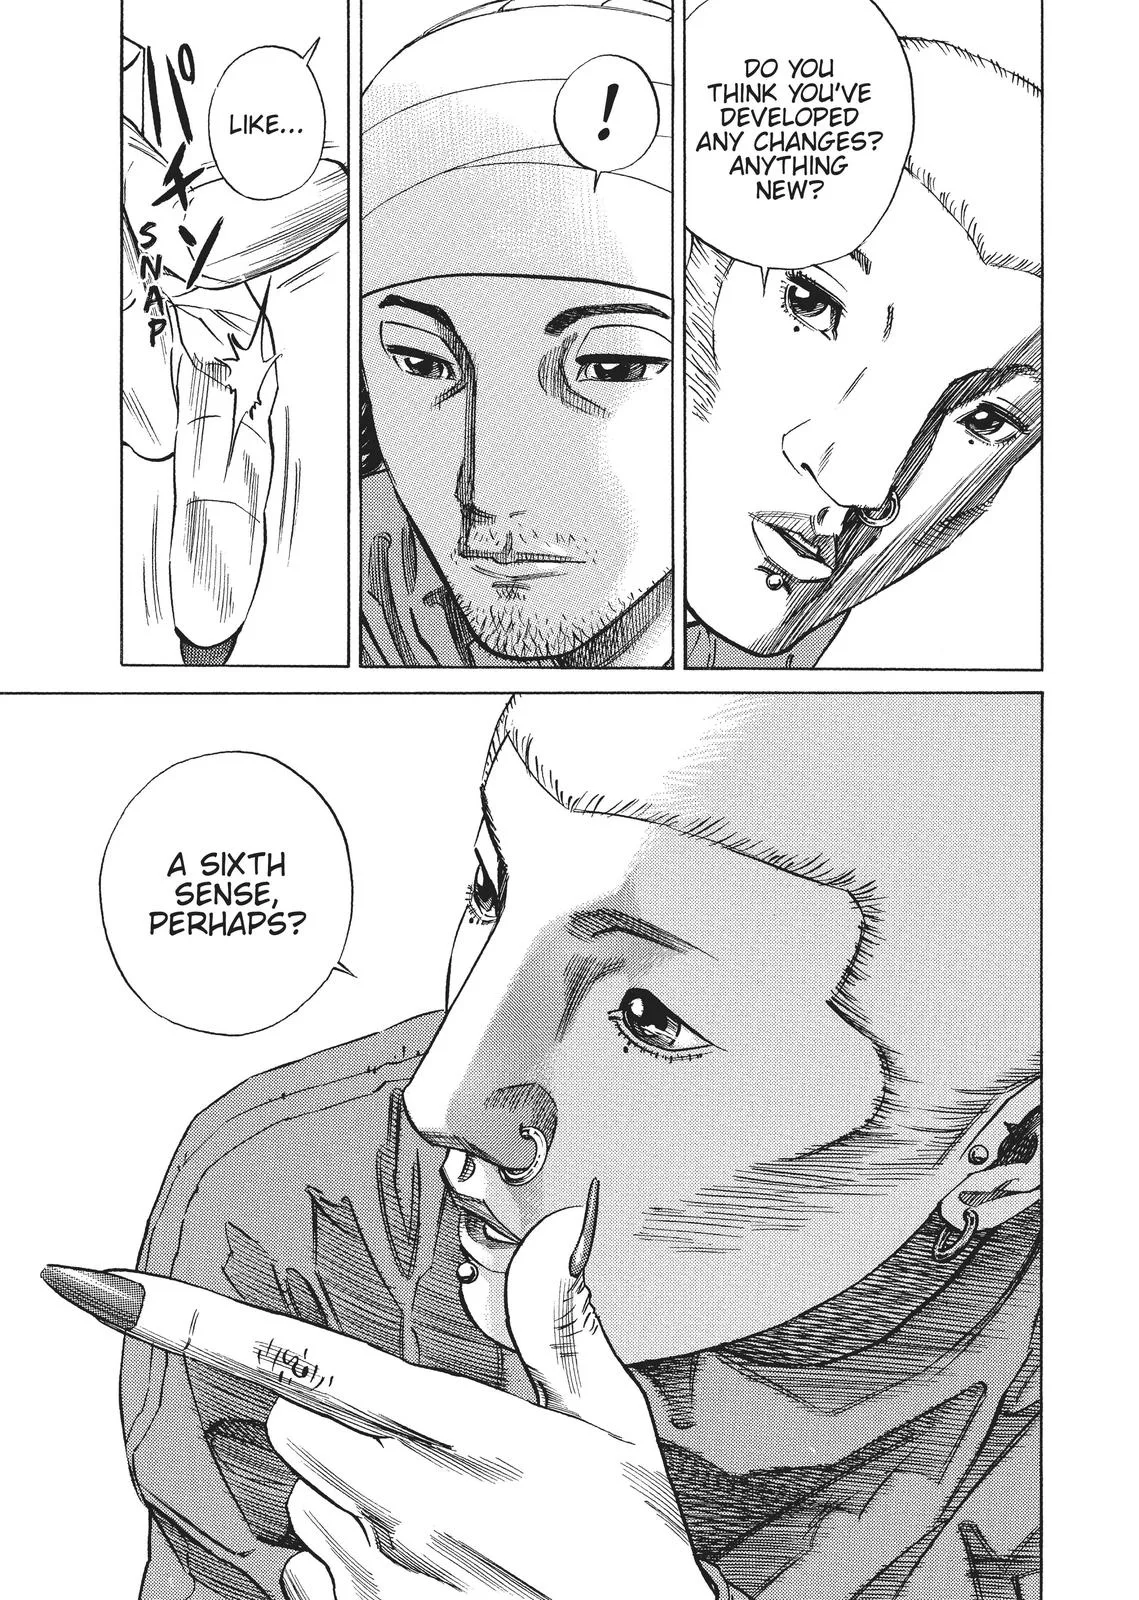 DO YOU
THINK YOU'VE
DEVELOPED
ANY CHANGES?
ANYTHING
NEW?
!
LIKE...
パチン
SNAP
A SIXTH
SENSE,
PERHAPS?